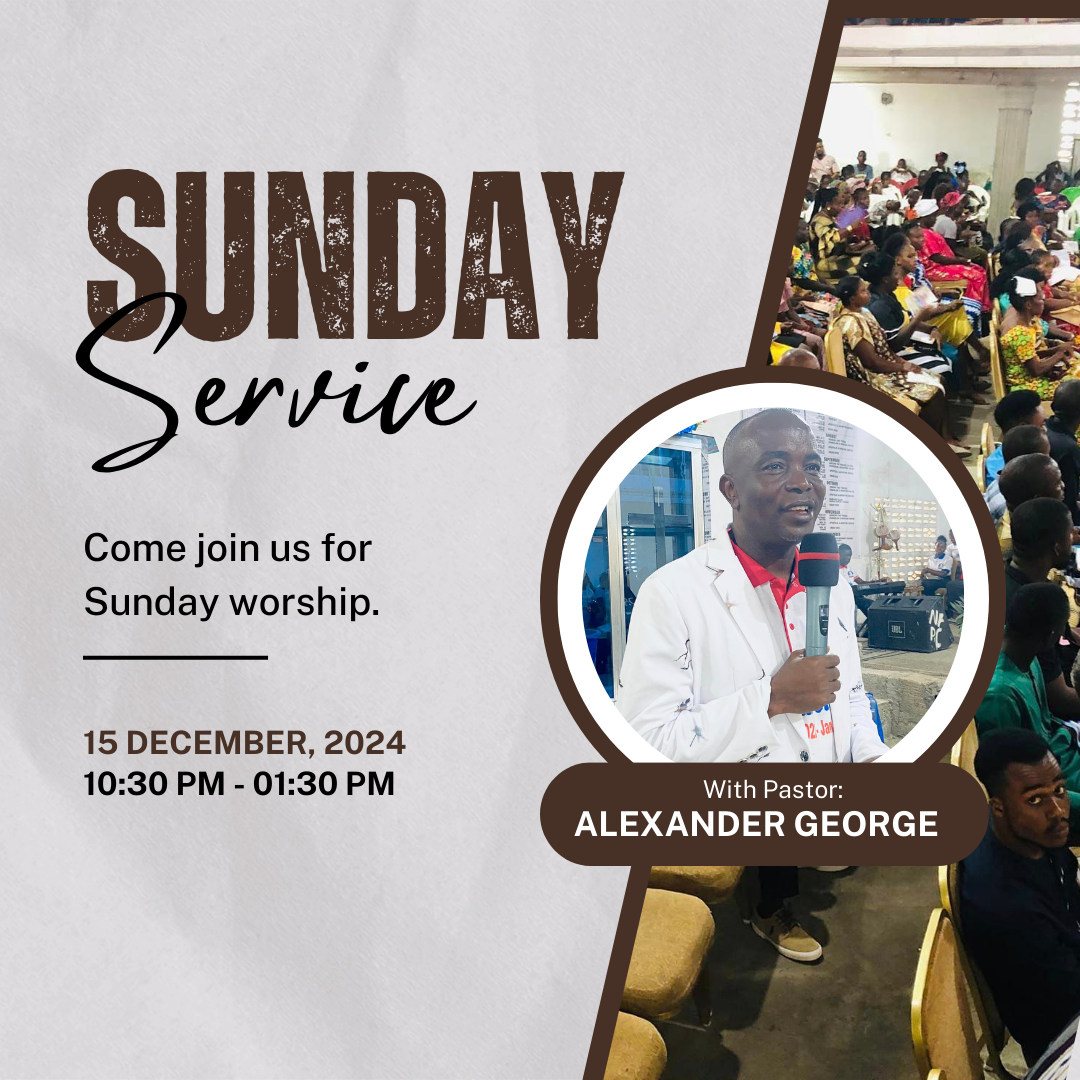 SUNDAY
Service
Come join us for
Sunday worship.
15 DECEMBER, 2024
10:30 PM - 01:30 PM
With Pastor:
ALEXANDER GEORGE
JBL